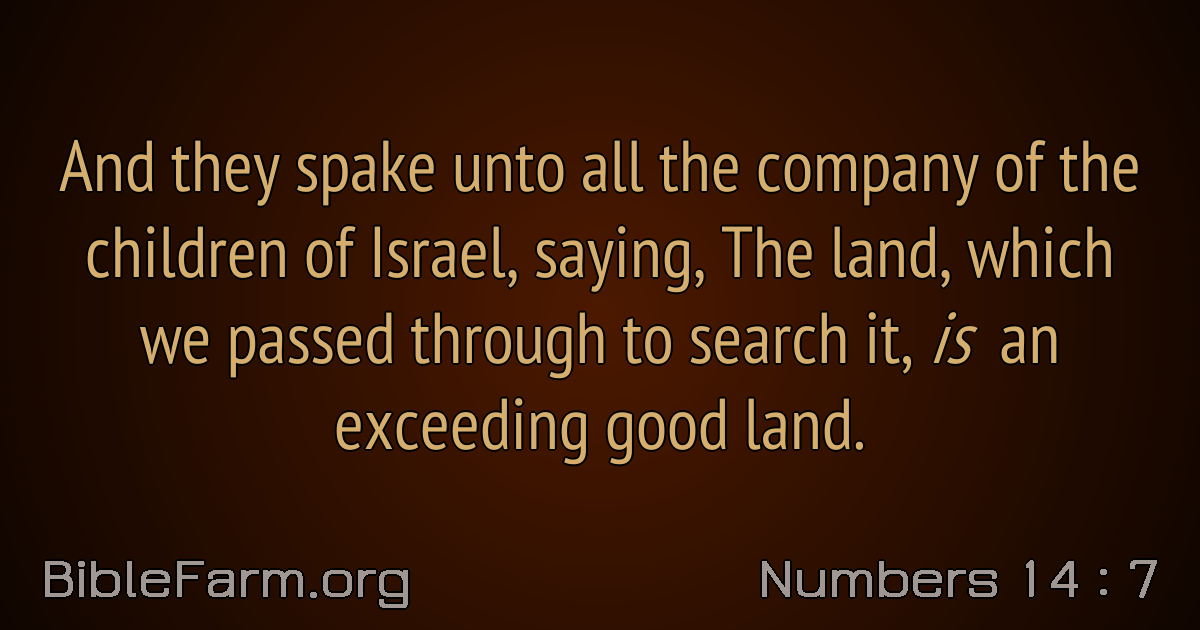 And they spake unto all the company of the
children of Israel, saying, The land, which
we passed through to search it, is an
exceeding good land.
BibleFarm.org
Numbers 14 : 7